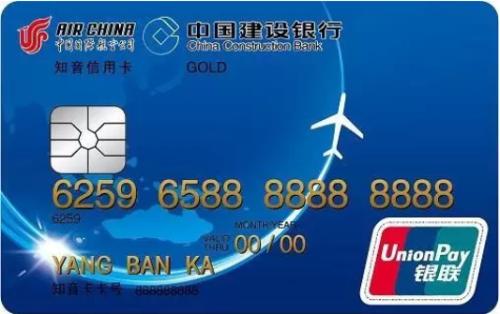 AIR CHINA
中国国际航空公司
知音信用卡
中国建设银行
China Construction Bank
GOLD
6259 6588 8888 8888
6259
MONTH/YEAR
VALID THRU 00/00
YANG BAN KA
知音卡卡号 888888888
UnionPay
银联